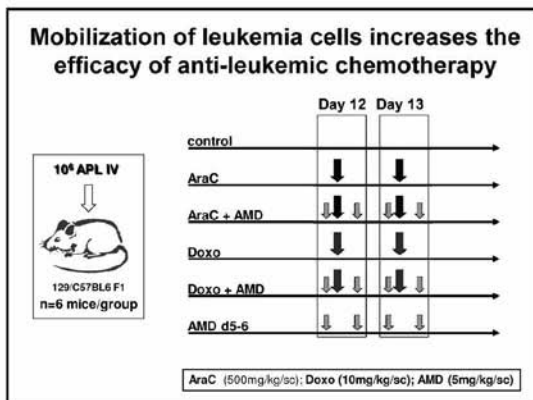 Mobilization of leukemia cells increases the
efficacy of anti-leukemic chemotherapy
Day 12 Day 13
control
10⁶ APL IV
AraC
AraC + AMD
Doxo
129/C57BL6 F1
n=6 mice/group
Doxo + AMD
AMD d5-6
AraC (500mg/kg/sc); Doxo (10mg/kg/sc); AMD (5mg/kg/sc)